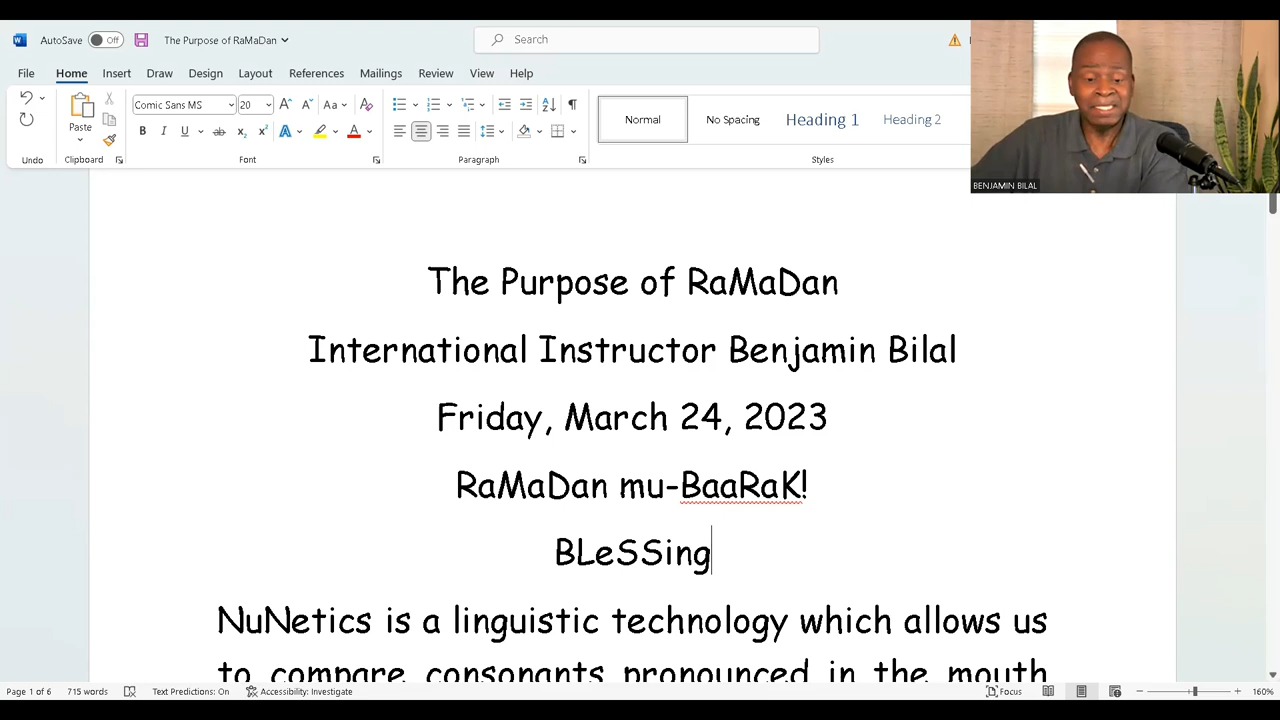 AutoSave Off The Purpose of RaMaDan Search
File Home Insert Draw Design Layout References Mailings Review View Help
Comic Sans MS 20 Aa A
Paste B I U ab x₂ x² A A Normal No Spacing Heading 1 Heading 2
Undo Clipboard Font Paragraph Styles
BENJAMIN BILAL
The Purpose of RaMaDan
International Instructor Benjamin Bilal
Friday, March 24, 2023
RaMaDan mu-BaaRaK!
BLeSSing
NuNetics is a linguistic technology which allows us
to compare consonants pronounced in the mouth
Page 1 of 6 715 words Text Predictions: On Accessibility: Investigate Focus 160%